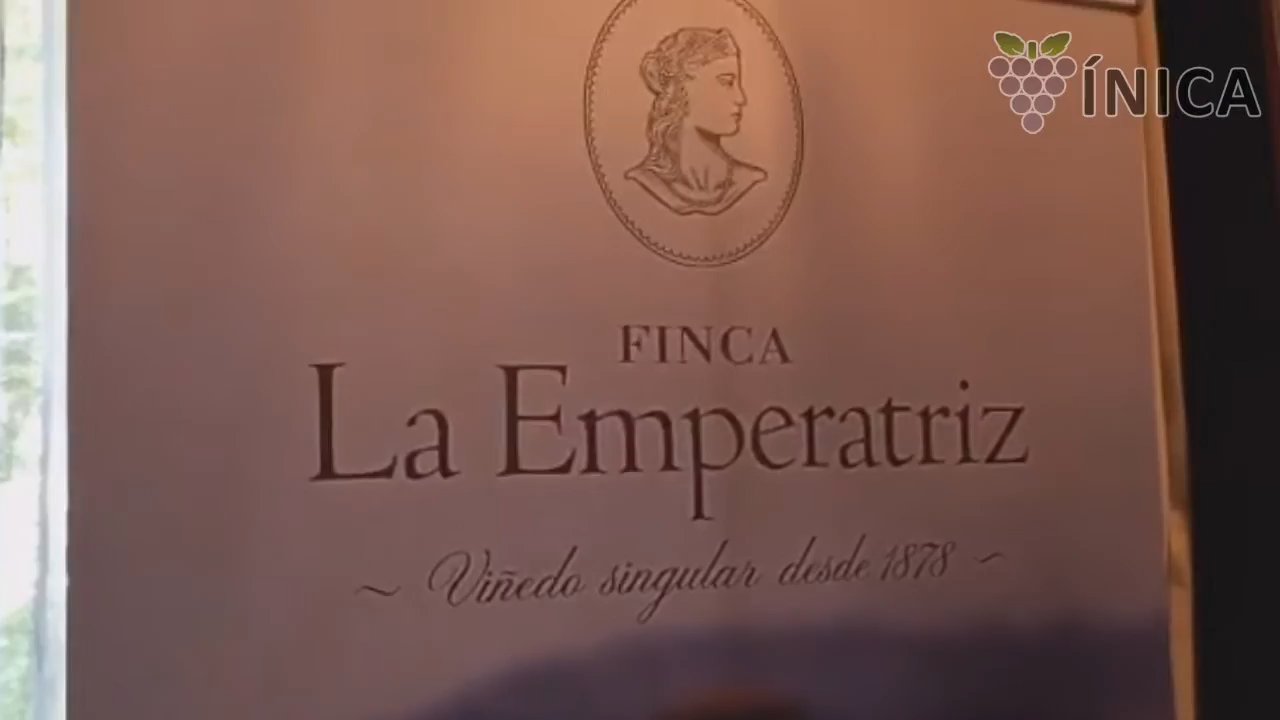 ÍNICA
FINCA
La Emperatriz
~ Viñedo singular desde 1878 ~